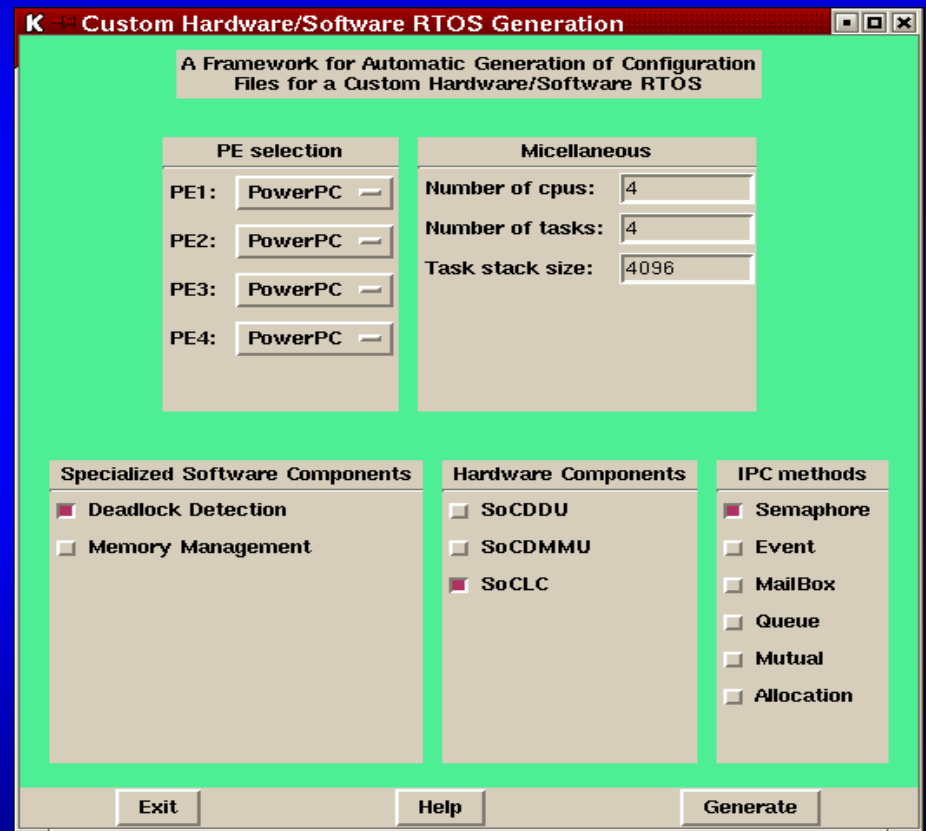 K Custom Hardware/Software RTOS Generation
A Framework for Automatic Generation of Configuration
Files for a Custom Hardware/Software RTOS
PE selection
PE1: PowerPC
PE2: PowerPC
PE3: PowerPC
PE4: PowerPC
Micellaneous
Number of cpus: 4
Number of tasks: 4
Task stack size: 4096
Specialized Software Components
Deadlock Detection
Memory Management
Hardware Components
SoCDDU
SoCDMMU
SoCLC
IPC methods
Semaphore
Event
MailBox
Queue
Mutual
Allocation
Exit
Help
Generate